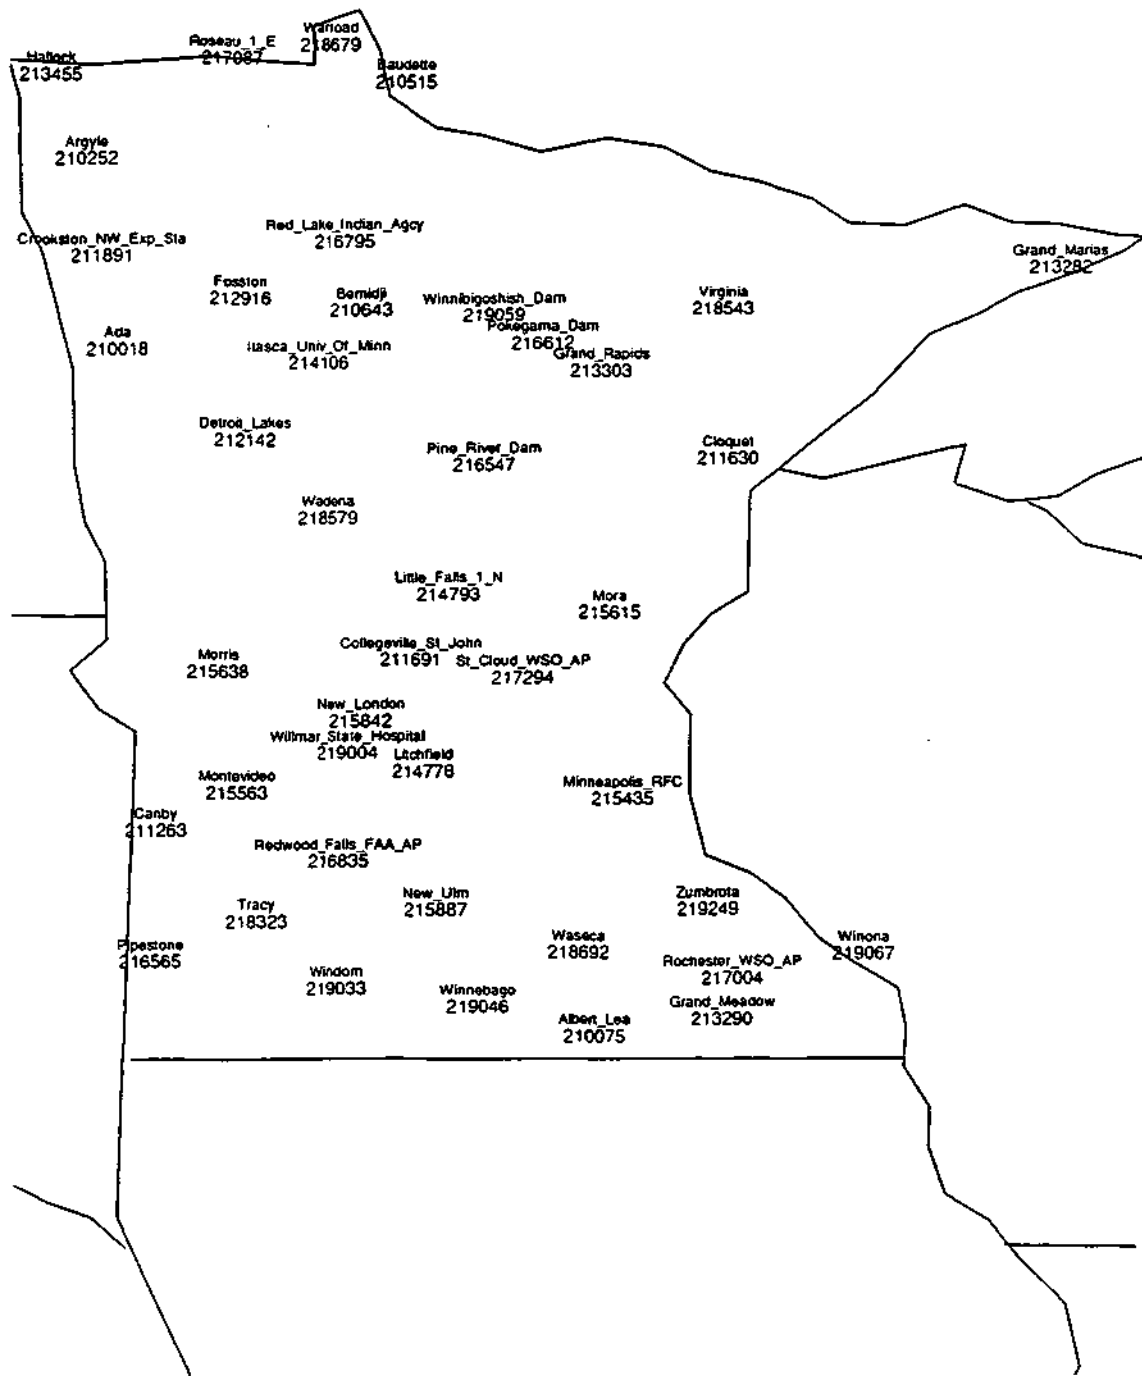 Warroad
218679
Roseau_1_E
217087
Hallock
213455
Baudette
210515
Argyle
210252
Red_Lake_Indian_Agcy
216795
Crookston_NW_Exp_Sta
211891
Grand_Marias
213282
Fosston
212916
Bemidji
210643
Winnibigoshish_Dam
219059
Virginia
218543
Pokegama_Dam
216612
Ada
210018
Itasca_Univ_Of_Minn
214106
Grand_Rapids
213303
Detroit_Lakes
212142
Pine_River_Dam
216547
Cloquet
211630
Wadena
218579
Little_Falls_1_N
214793
Mora
215615
Collegeville_St_John
211691
Morris
215638
St_Cloud_WSO_AP
217294
New_London
215842
Willmar_State_Hospital
219004
Litchfield
214778
Montevideo
215563
Minneapolis_RFC
215435
Canby
211263
Redwood_Falls_FAA_AP
216835
New_Ulm
215887
Zumbrota
219249
Tracy
218323
Waseca
218692
Winona
219067
Pipestone
216565
Rochester_WSO_AP
217004
Windom
219033
Winnebago
219046
Grand_Meadow
213290
Albert_Lea
210075